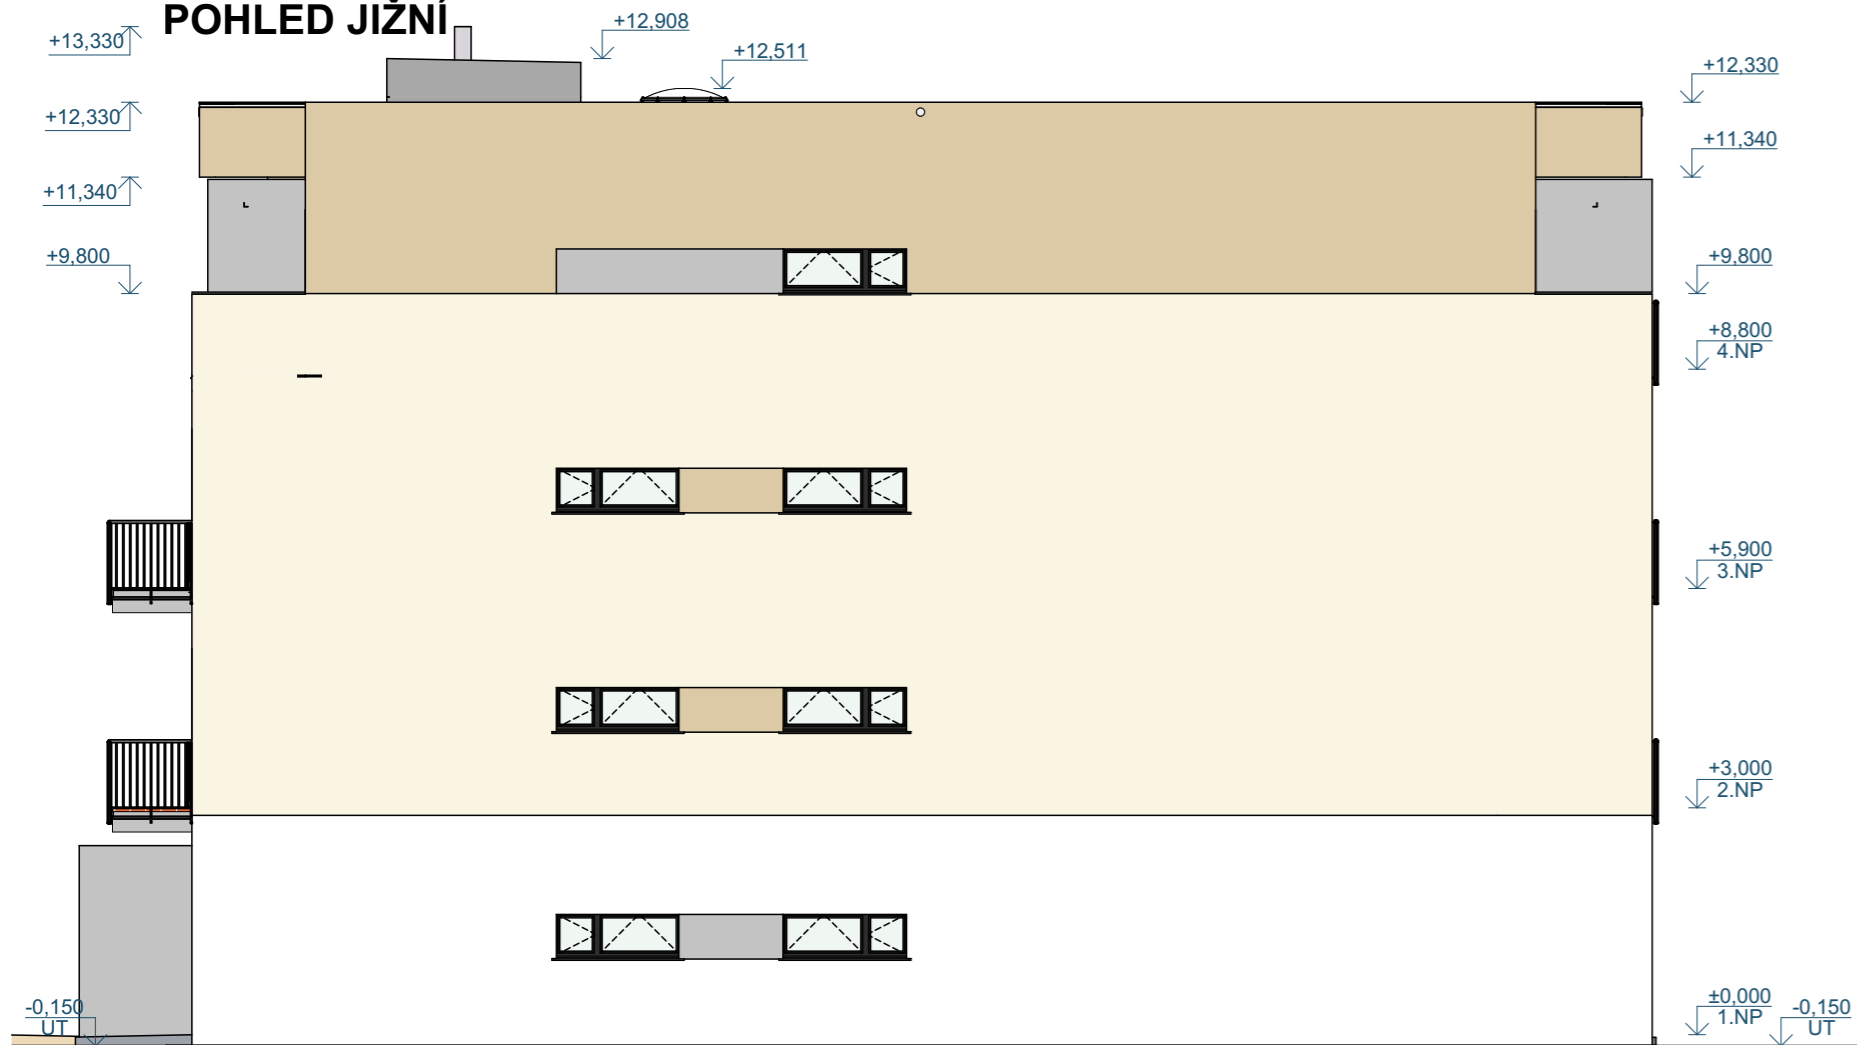 POHLED JIŽNÍ
+13,330
+12,908
+12,511
+12,330
+12,330
+11,340
+11,340
+9,800
+9,800
+8,800
4.NP
+5,900
3.NP
+3,000
2.NP
-0,150
UT
±0,000
1.NP
-0,150
UT